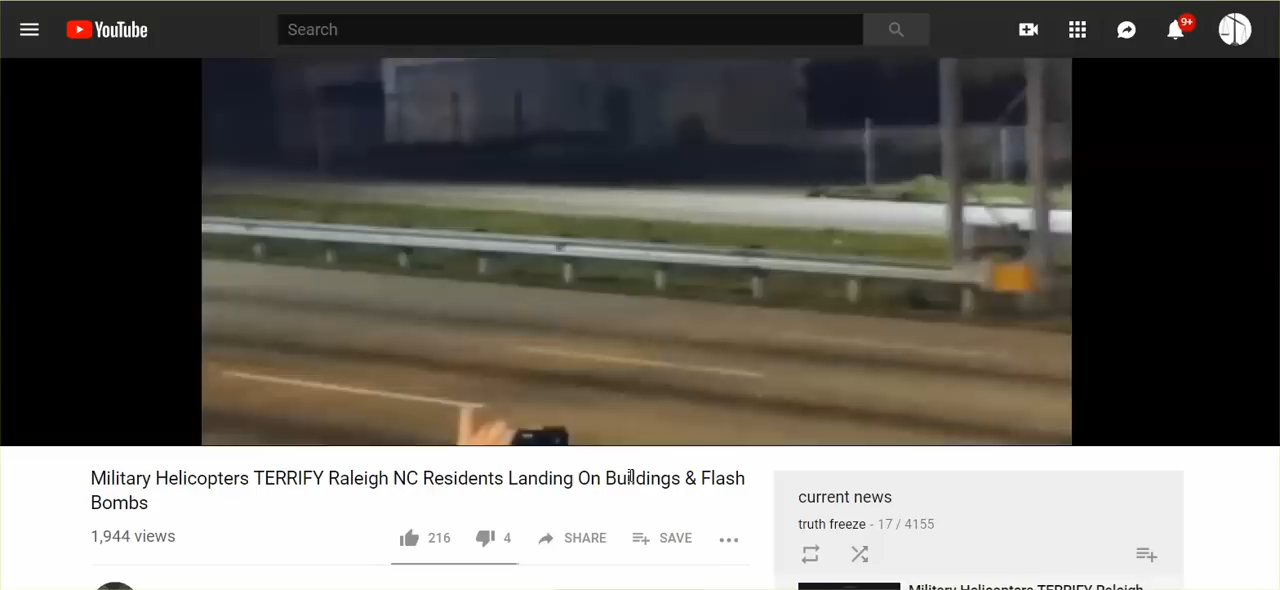 YouTube
Search
9+
Military Helicopters TERRIFY Raleigh NC Residents Landing On Buildings & Flash
Bombs
1,944 views
216
4
SHARE
SAVE
current news
truth freeze - 17 / 4155
Military Helicopters TERRIFY Raleigh